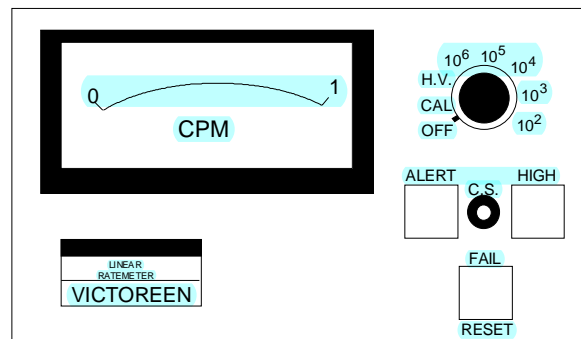 0 1
CPM
H.V.
CAL
OFF
10⁶ 10⁵ 10⁴
10³
10²
ALERT C.S. HIGH
LINEAR
RATEMETER
VICTOREEN
FAIL
RESET